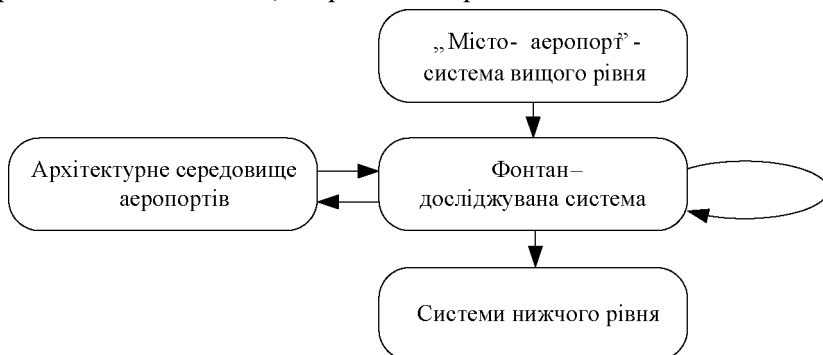 „Місто- аеропорт” -
система вищого рівня
Архітектурне середовище
аеропортів
Фонтан–
досліджувана система
Системи нижчого рівня